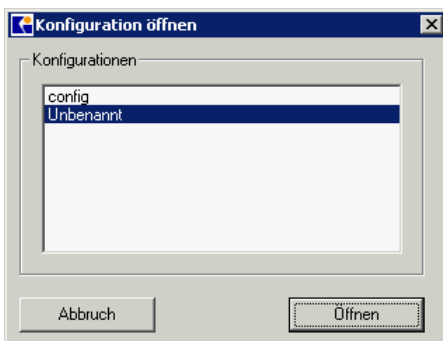 Konfiguration öffnen
Konfigurationen
config
Unbenannt
Abbruch
Öffnen